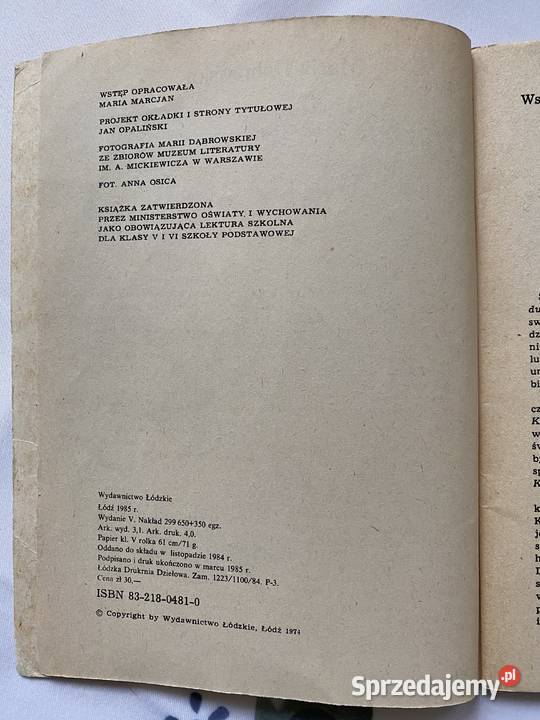 WSTĘP OPRACOWAŁA
MARIA MARCJAN
PROJEKT OKŁADKI I STRONY TYTUŁOWEJ
JAN OPALIŃSKI
FOTOGRAFIA MARII DĄBROWSKIEJ
ZE ZBIORÓW MUZEUM LITERATURY
IM. A. MICKIEWICZA W WARSZAWIE
FOT. ANNA OSICA
KSIĄŻKA ZATWIERDZONA
PRZEZ MINISTERSTWO OŚWIATY I WYCHOWANIA
JAKO OBOWIĄZUJĄCA LEKTURA SZKOLNA
DLA KLASY V I VI SZKOŁY PODSTAWOWEJ
Wydawnictwo Łódzkie
Łódź 1985 r.
Wydanie V. Nakład 299 650+350 egz.
Ark. wyd. 3,1. Ark. druk. 4,0.
Papier kl. V rolka 61 cm/71 g.
Oddano do składu w listopadzie 1984 r.
Podpisano i druk ukończono w marcu 1985 r.
Łódzka Drukrnia Dziełowa. Zam. 1223/1100/84. P-3.
Cena zł 30,—
ISBN 83-218-0481-0
© Copyright by Wydawnictwo Łódzkie, Łódź 1974
Ws
Sprzedajemy.pl